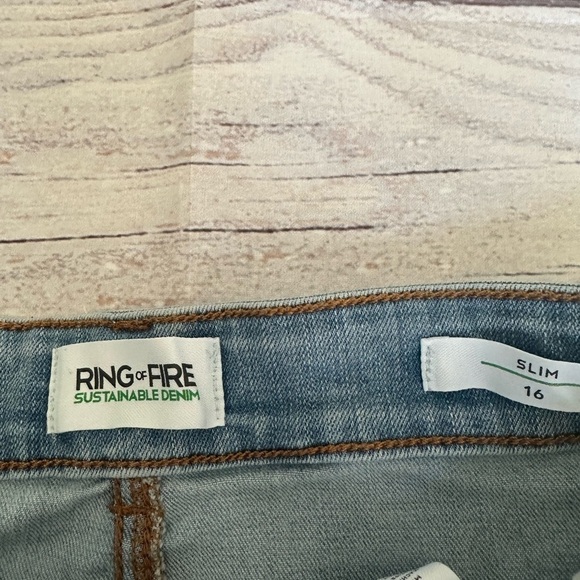 RING OF FIRE
SUSTAINABLE DENIM
SLIM
16